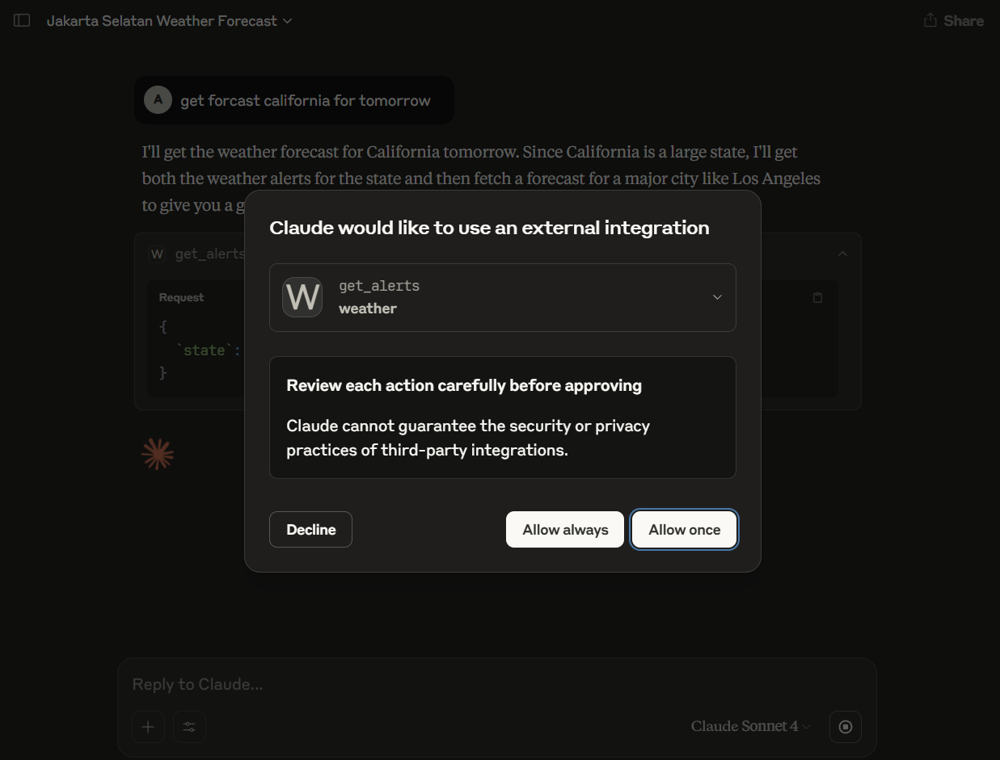 Jakarta Selatan Weather Forecast
Share
A
get forcast california for tomorrow
I'll get the weather forecast for California tomorrow. Since California is a large state, I'll get
both the weather alerts for the state and then fetch a forecast for a major city like Los Angeles
to give you a g
W get_alerts
Request
{
`state`:
}
Claude would like to use an external integration
W
get_alerts
weather
Review each action carefully before approving
Claude cannot guarantee the security or privacy
practices of third-party integrations.
Decline
Allow always
Allow once
Reply to Claude...
Claude Sonnet 4